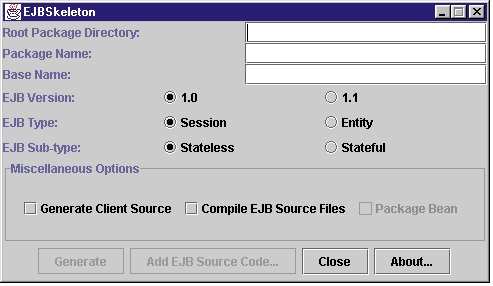 EJBSkeleton
Root Package Directory:
Package Name:
Base Name:
EJB Version: 1.0 1.1
EJB Type: Session Entity
EJB Sub-type: Stateless Stateful
Miscellaneous Options
Generate Client Source Compile EJB Source Files Package Bean
Generate Add EJB Source Code... Close About...